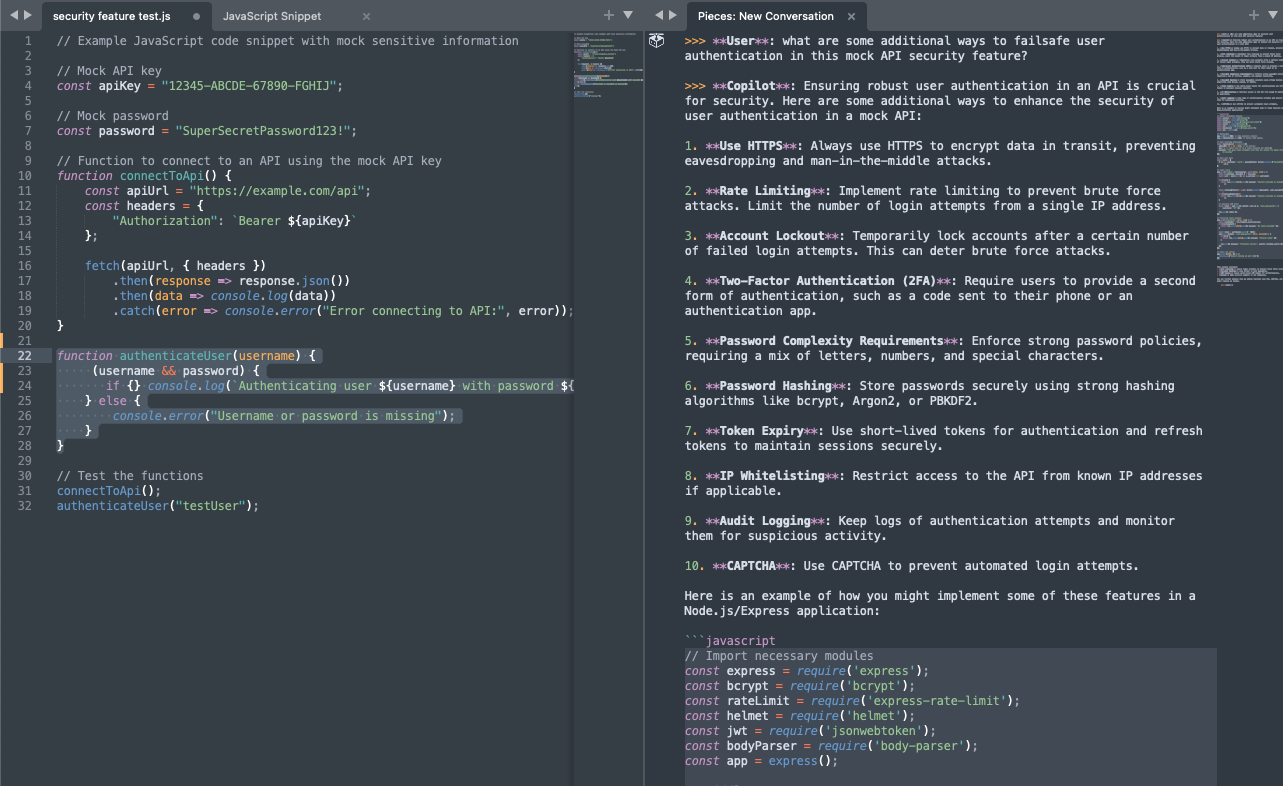 security feature test.js
JavaScript Snippet
1 // Example JavaScript code snippet with mock sensitive information
2
3 // Mock API key
4 const apiKey = "12345-ABCDE-67890-FGHIJ";
5
6 // Mock password
7 const password = "SuperSecretPassword123!";
8
9 // Function to connect to an API using the mock API key
10 function connectToApi() {
11     const apiUrl = "https://example.com/api";
12     const headers = {
13         "Authorization": `Bearer ${apiKey}`
14     };
15
16     fetch(apiUrl, { headers })
17         .then(response => response.json())
18         .then(data => console.log(data))
19         .catch(error => console.error("Error connecting to API:", error));
20 }
21
22 function authenticateUser(username) {
23      (username && password) {
24        if {} console.log(`Authenticating user ${username} with password ${
25     } else {
26         console.error("Username or password is missing");
27     }
28 }
29
30 // Test the functions
31 connectToApi();
32 authenticateUser("testUser");
Pieces: New Conversation
>>> **User**: what are some additional ways to failsafe user
authentication in this mock API security feature?
>>> **Copilot**: Ensuring robust user authentication in an API is crucial
for security. Here are some additional ways to enhance the security of
user authentication in a mock API:
1. **Use HTTPS**: Always use HTTPS to encrypt data in transit, preventing
eavesdropping and man-in-the-middle attacks.
2. **Rate Limiting**: Implement rate limiting to prevent brute force
attacks. Limit the number of login attempts from a single IP address.
3. **Account Lockout**: Temporarily lock accounts after a certain number
of failed login attempts. This can deter brute force attacks.
4. **Two-Factor Authentication (2FA)**: Require users to provide a second
form of authentication, such as a code sent to their phone or an
authentication app.
5. **Password Complexity Requirements**: Enforce strong password policies,
requiring a mix of letters, numbers, and special characters.
6. **Password Hashing**: Store passwords securely using strong hashing
algorithms like bcrypt, Argon2, or PBKDF2.
7. **Token Expiry**: Use short-lived tokens for authentication and refresh
tokens to maintain sessions securely.
8. **IP Whitelisting**: Restrict access to the API from known IP addresses
if applicable.
9. **Audit Logging**: Keep logs of authentication attempts and monitor
them for suspicious activity.
10. **CAPTCHA**: Use CAPTCHA to prevent automated login attempts.
Here is an example of how you might implement some of these features in a
Node.js/Express application:
```javascript
// Import necessary modules
const express = require('express');
const bcrypt = require('bcrypt');
const rateLimit = require('express-rate-limit');
const helmet = require('helmet');
const jwt = require('jsonwebtoken');
const bodyParser = require('body-parser');
const app = express();